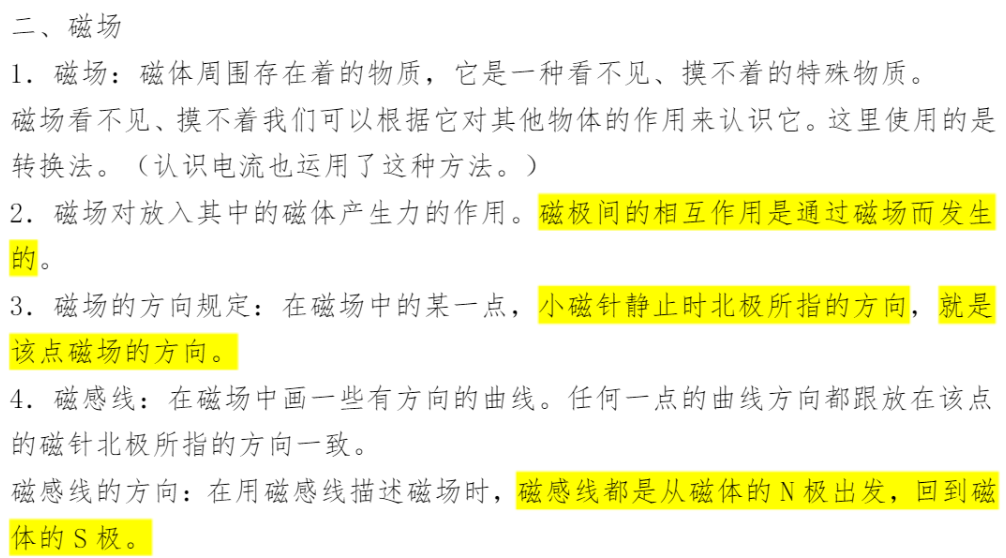 二、磁场
1．磁场：磁体周围存在着的物质，它是一种看不见、摸不着的特殊物质。
磁场看不见、摸不着我们可以根据它对其他物体的作用来认识它。这里使用的是
转换法。（认识电流也运用了这种方法。）
2．磁场对放入其中的磁体产生力的作用。磁极间的相互作用是通过磁场而发生
的。
3．磁场的方向规定：在磁场中的某一点，小磁针静止时北极所指的方向，就是
该点磁场的方向。
4．磁感线：在磁场中画一些有方向的曲线。任何一点的曲线方向都跟放在该点
的磁针北极所指的方向一致。
磁感线的方向：在用磁感线描述磁场时，磁感线都是从磁体的 N 极出发，回到磁
体的 S 极。